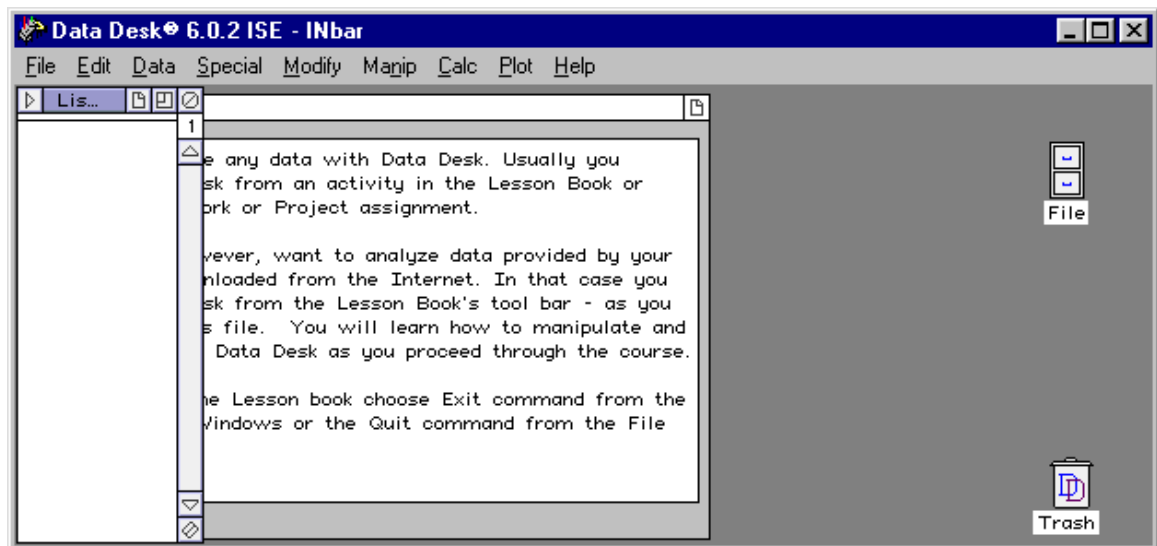 Data Desk® 6.0.2 ISE - INbar
File Edit Data Special Modify Manip Calc Plot Help
Lis...
1
e any data with Data Desk. Usually you
sk from an activity in the Lesson Book or
ork or Project assignment.
vever, want to analyze data provided by your
nloaded from the Internet. In that case you
sk from the Lesson Book's tool bar - as you
s file. You will learn how to manipulate and
Data Desk as you proceed through the course.
ne Lesson book choose Exit command from the
Windows or the Quit command from the File
File
Trash